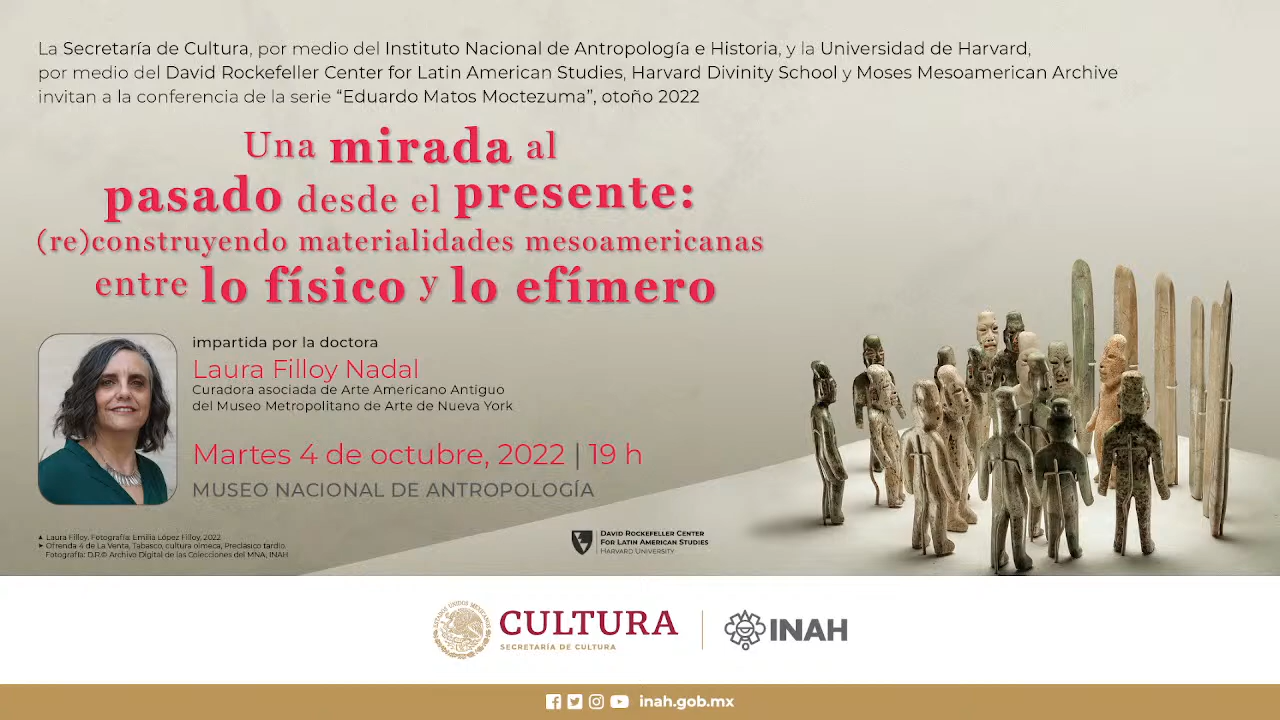 La Secretaría de Cultura, por medio del Instituto Nacional de Antropología e Historia, y la Universidad de Harvard,
por medio del David Rockefeller Center for Latin American Studies, Harvard Divinity School y Moses Mesoamerican Archive
invitan a la conferencia de la serie “Eduardo Matos Moctezuma”, otoño 2022
Una mirada al
pasado desde el presente:
(re)construyendo materialidades mesoamericanas
entre lo físico y lo efímero
impartida por la doctora
Laura Filloy Nadal
Curadora asociada de Arte Americano Antiguo
del Museo Metropolitano de Arte de Nueva York
Martes 4 de octubre, 2022 | 19 h
MUSEO NACIONAL DE ANTROPOLOGÍA
Laura Filloy. Fotografía: Emilia López Filloy, 2022
Ofrenda 4 de La Venta, Tabasco, cultura olmeca, Preclásico tardío.
Fotografía: D.R.© Archivo Digital de las Colecciones del MNA, INAH
DAVID ROCKEFELLER CENTER
FOR LATIN AMERICAN STUDIES
HARVARD UNIVERSITY
ESTADOS UNIDOS MEXICANOS
CULTURA
SECRETARÍA DE CULTURA
INAH
inah.gob.mx